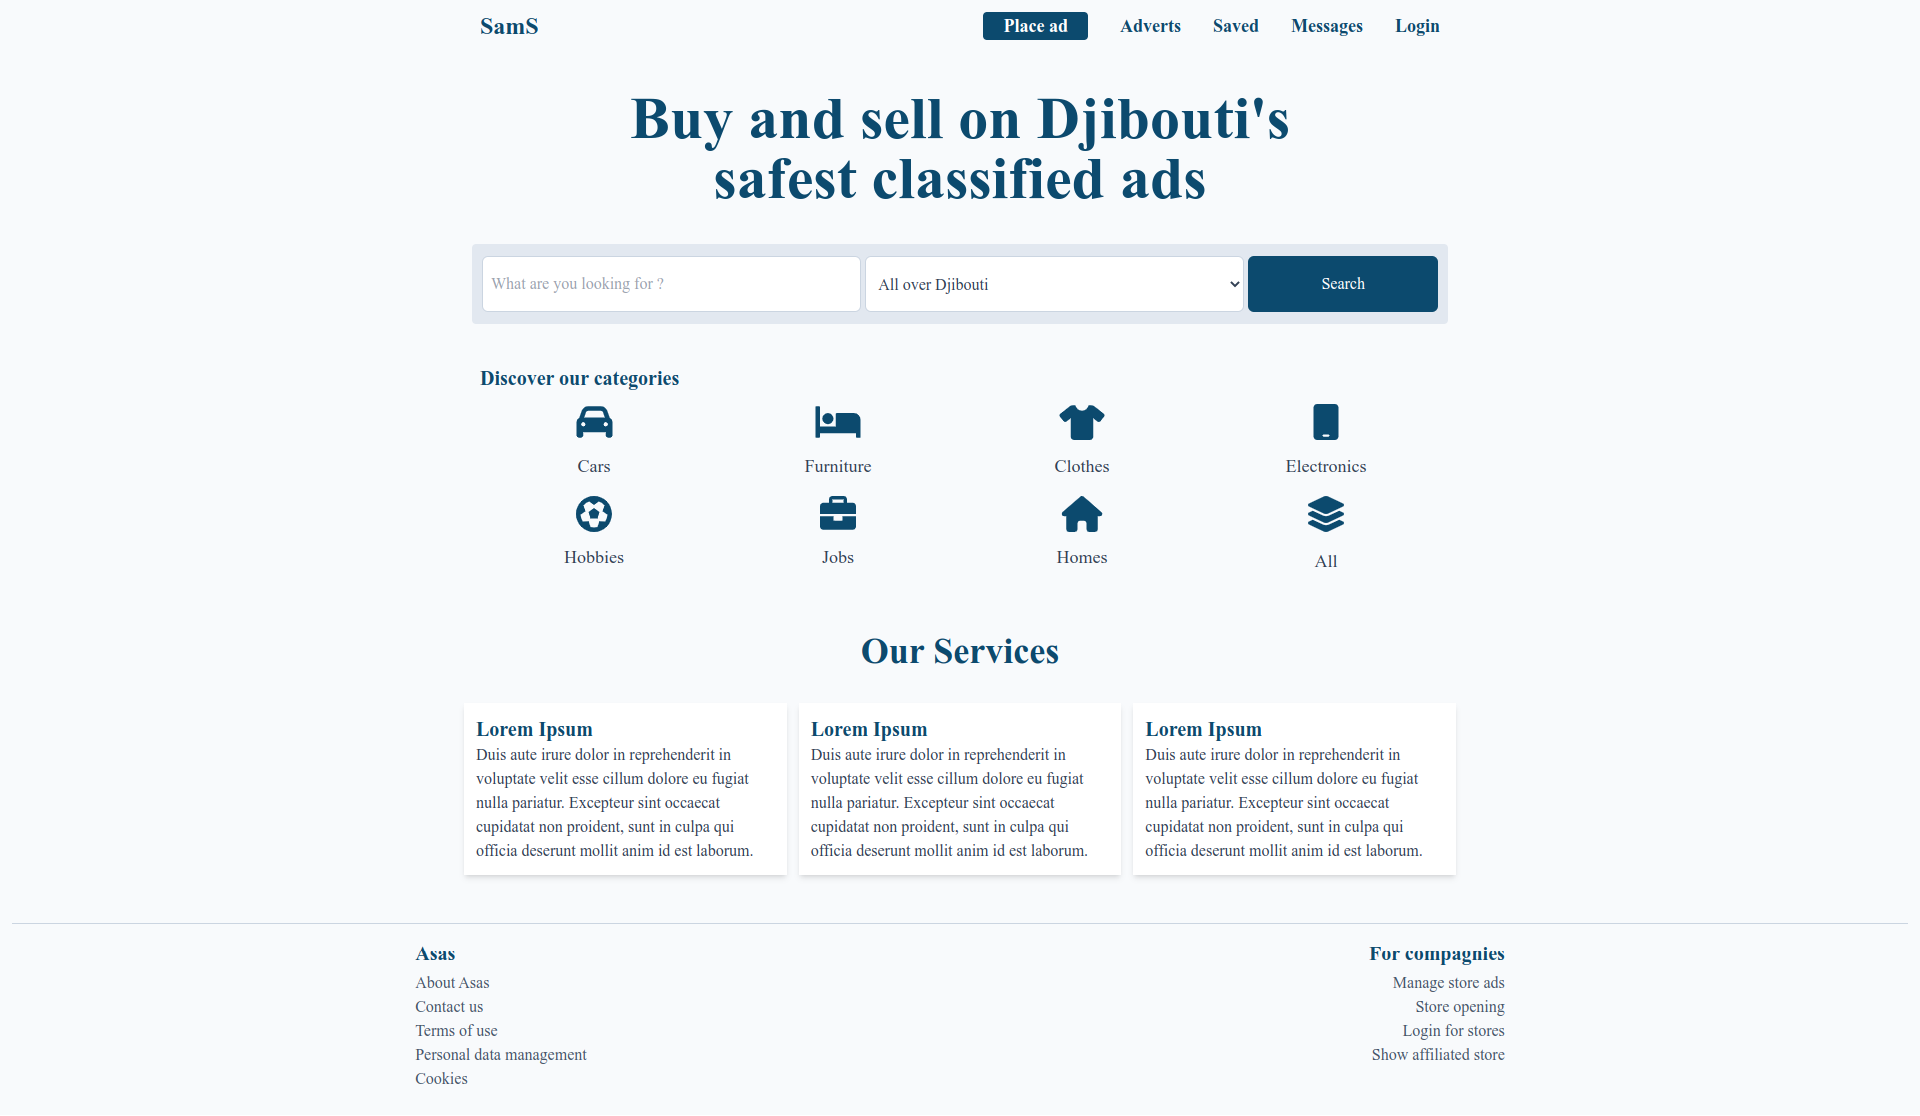 SamS
Place ad
Adverts
Saved
Messages
Login
Buy and sell on Djibouti's
safest classified ads
What are you looking for ?
All over Djibouti
Search
Discover our categories
Cars
Furniture
Clothes
Electronics
Hobbies
Jobs
Homes
All
Our Services
Lorem Ipsum
Duis aute irure dolor in reprehenderit in
voluptate velit esse cillum dolore eu fugiat
nulla pariatur. Excepteur sint occaecat
cupidatat non proident, sunt in culpa qui
officia deserunt mollit anim id est laborum.
Lorem Ipsum
Duis aute irure dolor in reprehenderit in
voluptate velit esse cillum dolore eu fugiat
nulla pariatur. Excepteur sint occaecat
cupidatat non proident, sunt in culpa qui
officia deserunt mollit anim id est laborum.
Lorem Ipsum
Duis aute irure dolor in reprehenderit in
voluptate velit esse cillum dolore eu fugiat
nulla pariatur. Excepteur sint occaecat
cupidatat non proident, sunt in culpa qui
officia deserunt mollit anim id est laborum.
Asas
About Asas
Contact us
Terms of use
Personal data management
Cookies
For compagnies
Manage store ads
Store opening
Login for stores
Show affiliated store